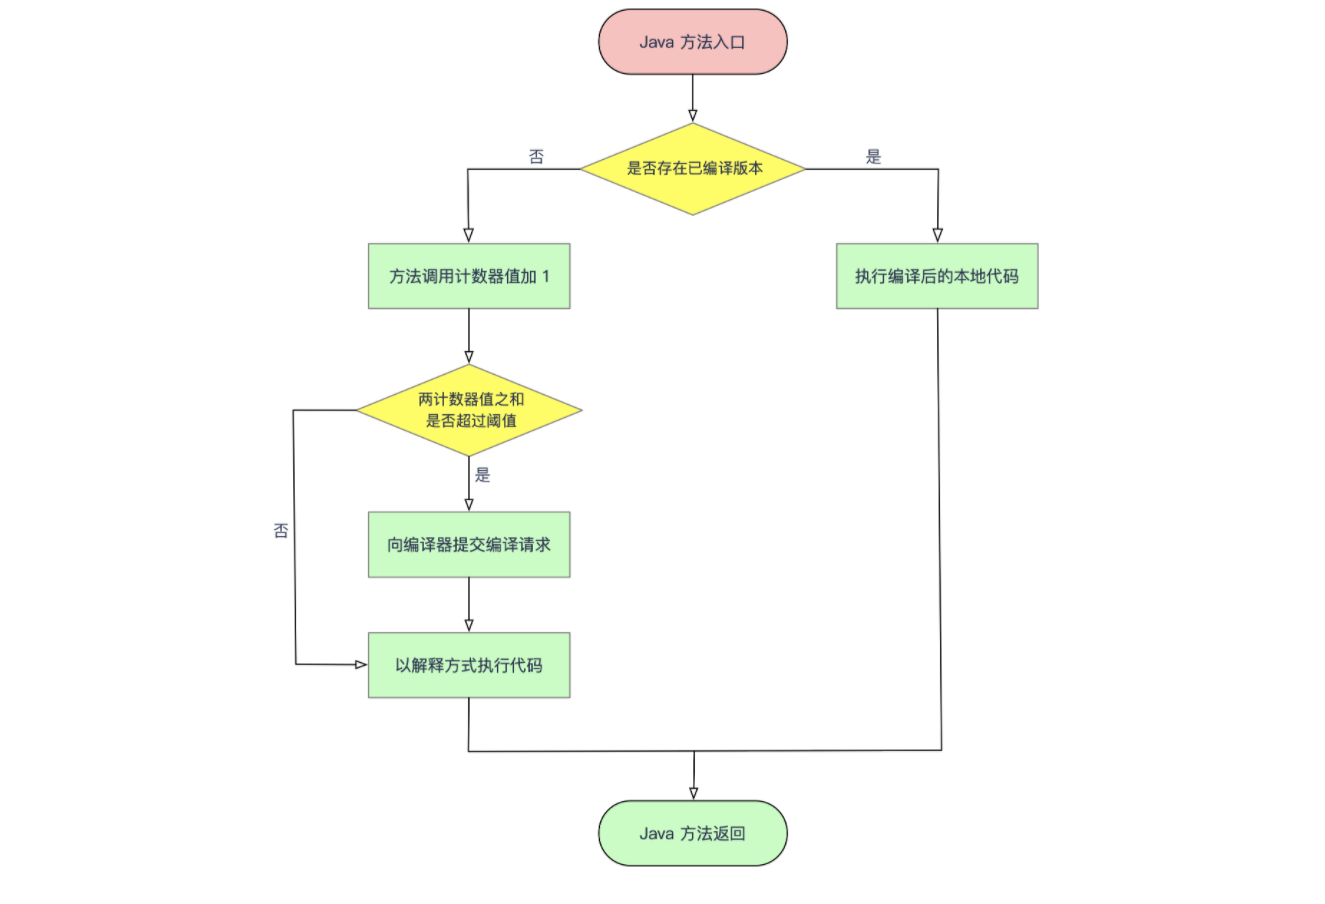 Java 方法入口
是否存在已编译版本
否
是
方法调用计数器值加 1
执行编译后的本地代码
两计数器值之和
是否超过阈值
是
否
向编译器提交编译请求
以解释方式执行代码
Java 方法返回